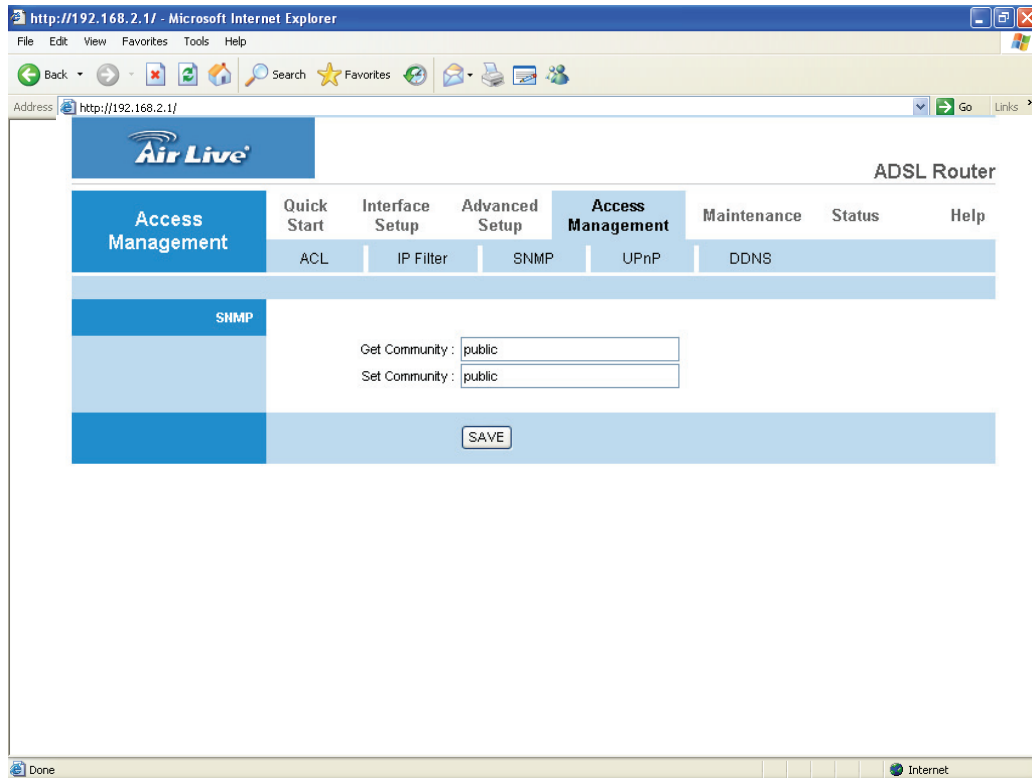 http://192.168.2.1/ - Microsoft Internet Explorer
File Edit View Favorites Tools Help
Back Search Favorites
Address http://192.168.2.1/ Go Links »
Air Live®
ADSL Router
Access Management
Quick Start Interface Setup Advanced Setup Access Management Maintenance Status Help
ACL IP Filter SNMP UPnP DDNS
SNMP
Get Community : public
Set Community : public
SAVE
Done Internet